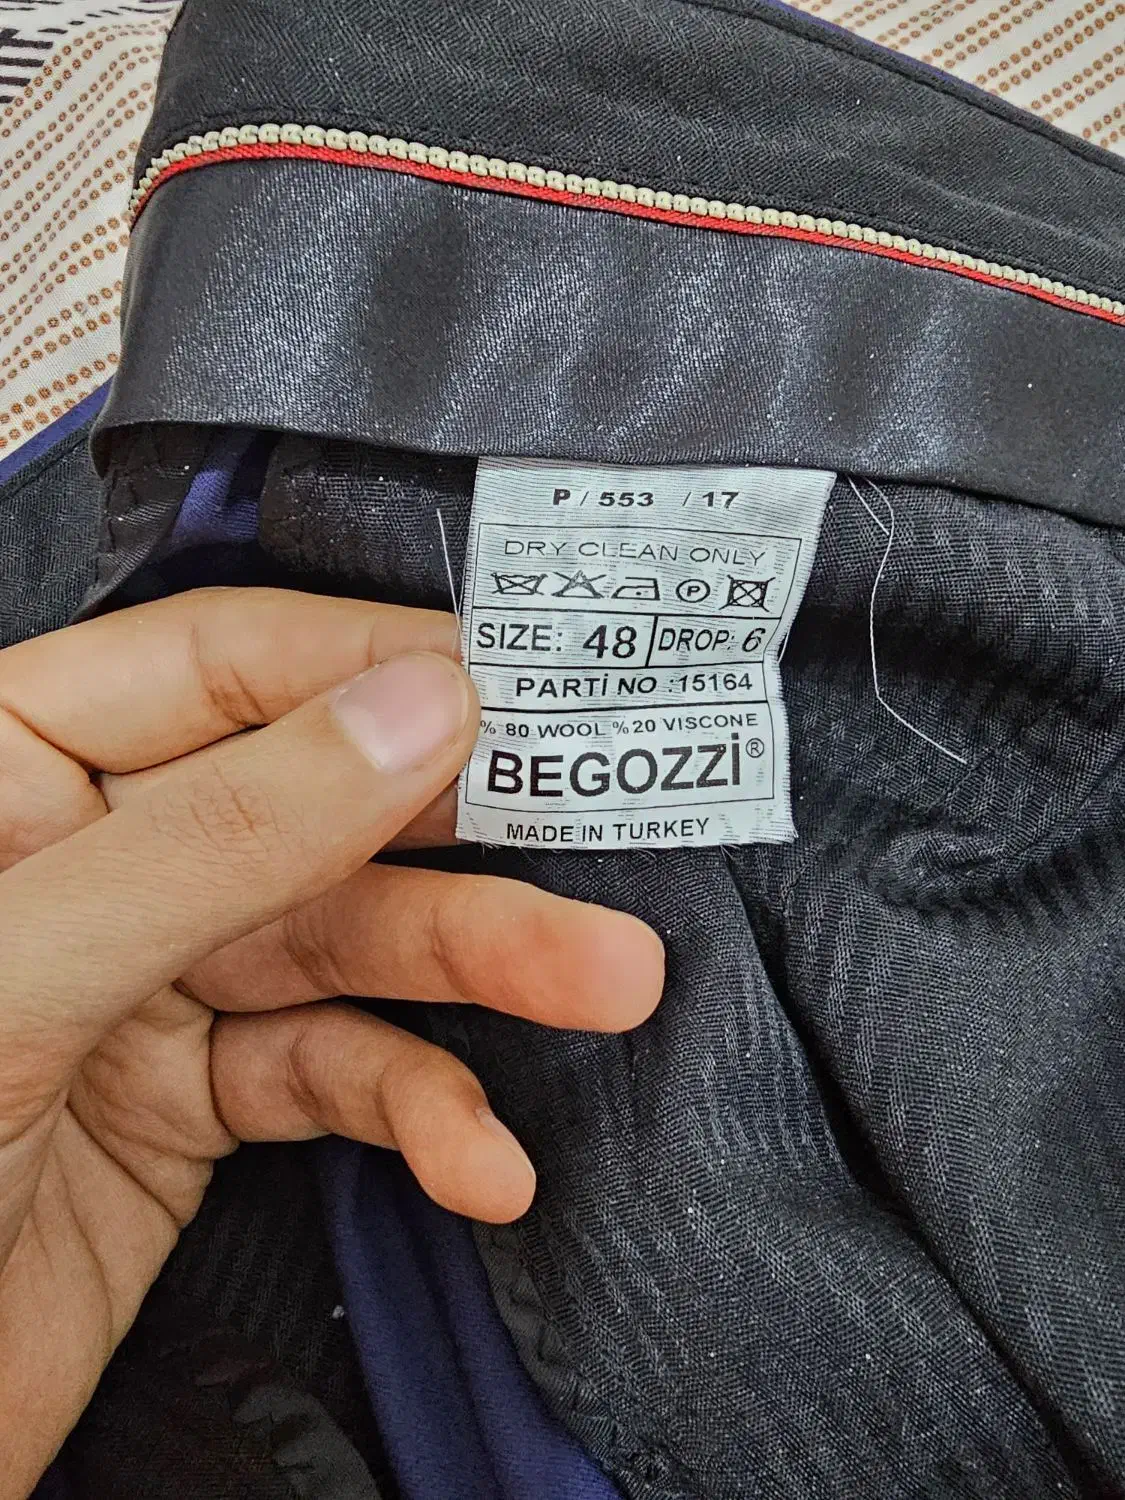 P / 553 / 17
DRY CLEAN ONLY
P
SIZE: 48 DROP: 6
PARTİ NO :15164
% 80 WOOL %20 VISCONE
BEGOZZİ®
MADE IN TURKEY